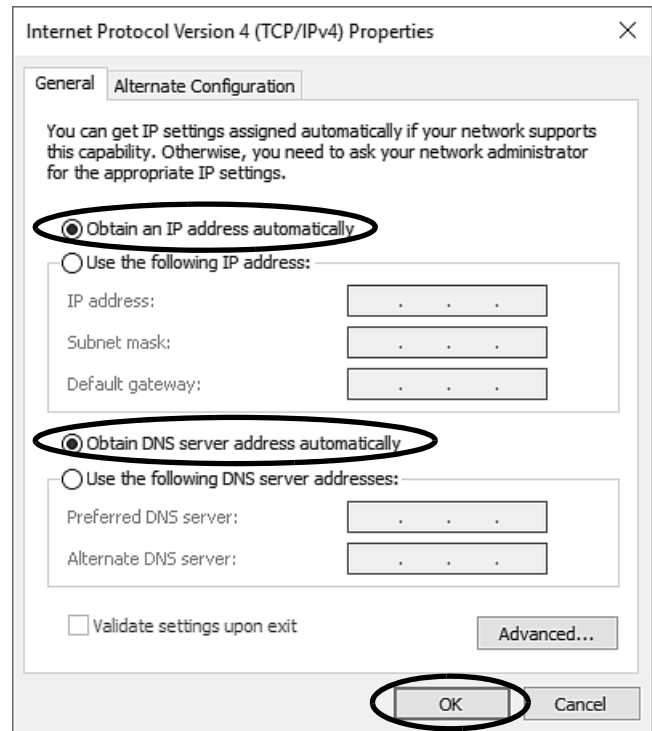 Internet Protocol Version 4 (TCP/IPv4) Properties
General
Alternate Configuration
You can get IP settings assigned automatically if your network supports
this capability. Otherwise, you need to ask your network administrator
for the appropriate IP settings.
Obtain an IP address automatically
Use the following IP address:
IP address:
Subnet mask:
Default gateway:
Obtain DNS server address automatically
Use the following DNS server addresses:
Preferred DNS server:
Alternate DNS server:
Validate settings upon exit
Advanced...
OK
Cancel